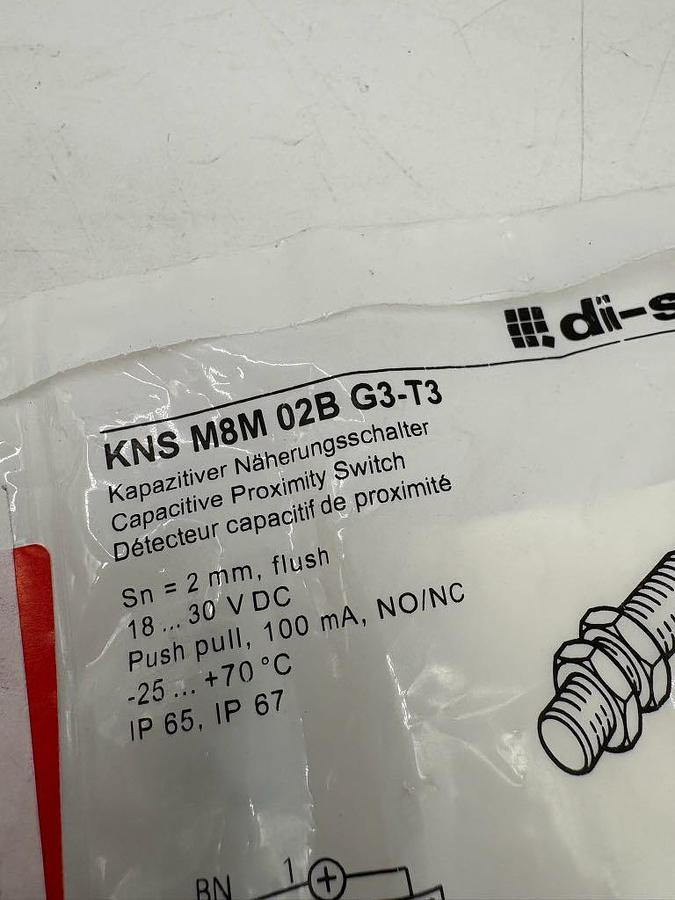 di-s
KNS M8M 02B G3-T3
Kapazitiver Näherungsschalter
Capacitive Proximity Switch
Détecteur capacitif de proximité
Sn = 2 mm, flush
18 ... 30 V DC
Push pull, 100 mA, NO/NC
-25 ... +70 °C
IP 65, IP 67
BN 1 +